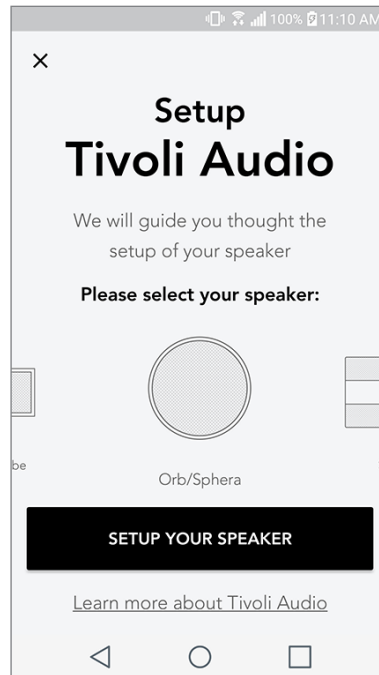 100% 11:10 AM
Setup
Tivoli Audio
We will guide you thought the
setup of your speaker
Please select your speaker:
be
Orb/Sphera
SETUP YOUR SPEAKER
Learn more about Tivoli Audio